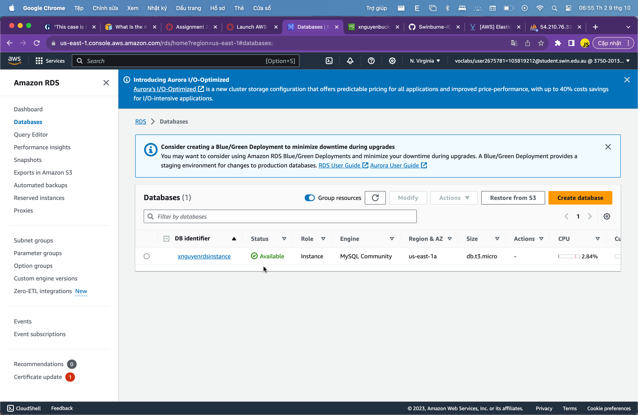 Google Chrome Tệp Chỉnh sửa Xem Nhật ký Dấu trang Hồ sơ Thẻ Cửa sổ Trợ giúp 06:55 Th 2 9 thg 10
"This case is What is the Assignment 2 Launch AWS Databases | xnguyenbuck Swinburne-I [AWS] Elasti 54.210.76.5
us-east-1.console.aws.amazon.com/rds/home?region=us-east-1#databases: Cập nhật
aws Services Search [Option+S] N. Virginia ▼ voclabs/user2675781=103819212@student.swin.edu.vn @ 3750-2013...
Amazon RDS
Introducing Aurora I/O-Optimized
Aurora's I/O-Optimized is a new cluster storage configuration that offers predictable pricing for all applications and improved price-performance, with up to 40% costs savings
for I/O-intensive applications.
Dashboard
Databases
Query Editor
Performance insights
Snapshots
Exports in Amazon S3
Automated backups
Reserved instances
Proxies
Subnet groups
Parameter groups
Option groups
Custom engine versions
Zero-ETL integrations New
Events
Event subscriptions
Recommendations 0
Certificate update 1
RDS > Databases
Consider creating a Blue/Green Deployment to minimize downtime during upgrades
You may want to consider using Amazon RDS Blue/Green Deployments and minimize your downtime during upgrades. A Blue/Green Deployment provides a
staging environment for changes to production databases. RDS User Guide Aurora User Guide
Databases (1) Group resources Modify Actions ▼ Restore from S3 Create database
Filter by databases 1
DB identifier Status Role Engine Region & AZ Size Actions CPU Cu
xnguyenrdsinstance Available Instance MySQL Community us-east-1a db.t3.micro - 2.84%
CloudShell Feedback © 2023, Amazon Web Services, Inc. or its affiliates. Privacy Terms Cookie preferences